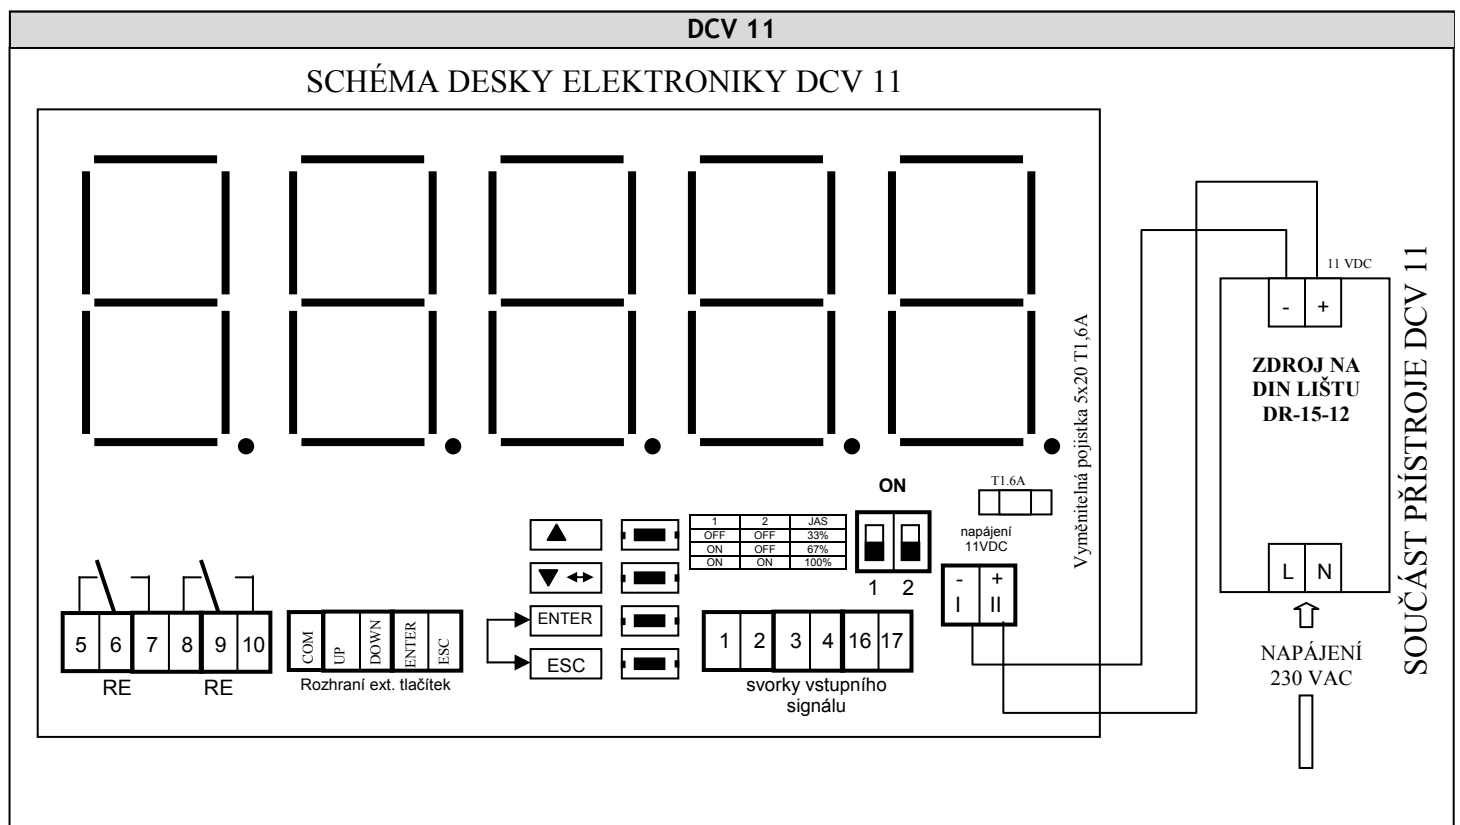 DCV 11
SCHÉMA DESKY ELEKTRONIKY DCV 11
11 VDC
- +
ZDROJ NA
DIN LIŠTU
DR-15-12
L N
NAPÁJENÍ
230 VAC
SOUČÁST PŘÍSTROJE DCV 11
Vyměnitelná pojistka 5x20 T1,6A
T1.6A
ON
1 2
1 2 JAS
OFF OFF 33%
ON OFF 67%
ON ON 100%
napájení
11VDC
- +
I II
ENTER
ESC
5 6 7 8 9 10
RE RE
COM UP DOWN ENTER ESC
Rozhraní ext. tlačítek
1 2 3 4 16 17
svorky vstupního
signálu